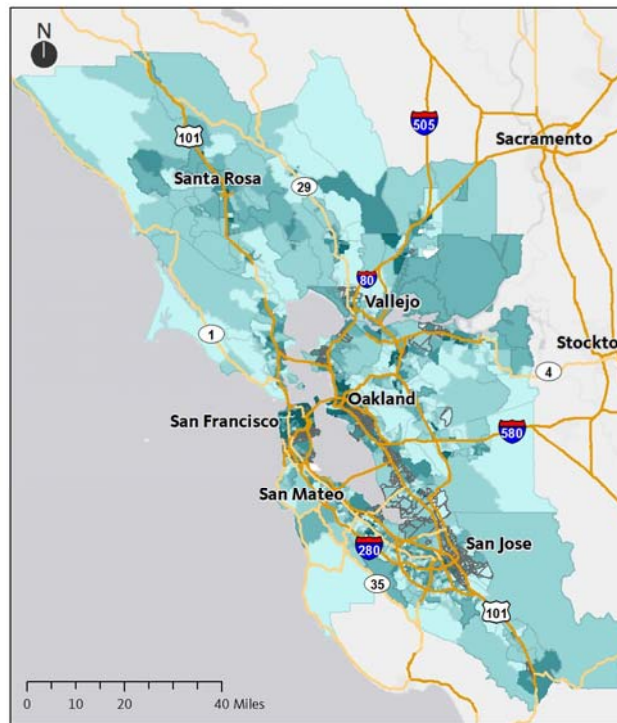 N
505
Sacramento
101
Santa Rosa
29
80
Vallejo
1
Stockto
4
Oakland
San Francisco
580
San Mateo
San Jose
280
35
101
0 10 20 40 Miles